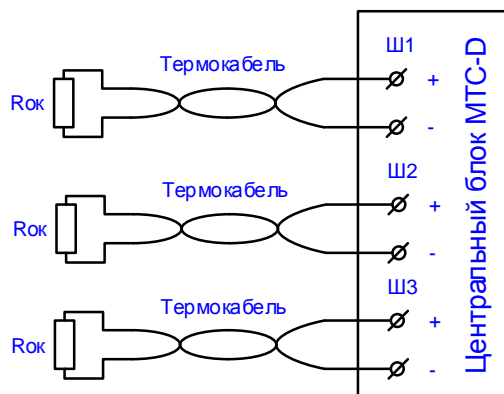 Ш1
Термокабель
+
Rок
-
Ш2
Термокабель
+
Rок
-
Ш3
Термокабель
+
Rок
-
Центральный блок МТС-D